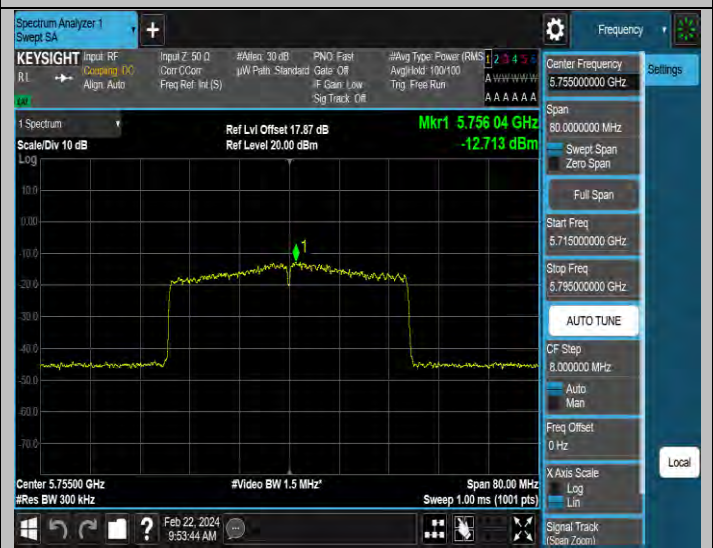 Spectrum Analyzer 1
Swept SA
+
Frequency
KEYSIGHT Input: RF
Coupling: DC
Align: Auto
RL
Input Z: 50 Ω
Corr CCorr
Freq Ref: Int (S)
#Atten: 30 dB
µW Path: Standard
PNO: Fast
Gate: Off
IF Gain: Low
Sig Track: Off
#Avg Type: Power (RMS
Avg|Hold: 100/100
Trig: Free Run
1 2 3 4 5 6
A W W W W W
A A A A A A
Settings
Center Frequency
5.755000000 GHz
Span
80.0000000 MHz
Swept Span
Zero Span
Full Span
Start Freq
5.715000000 GHz
Stop Freq
5.795000000 GHz
AUTO TUNE
CF Step
8.000000 MHz
Auto
Man
Freq Offset
0 Hz
X Axis Scale
Log
Lin
Signal Track
(Span Zoom)
Local
1 Spectrum
Scale/Div 10 dB
Log
Ref Lvl Offset 17.87 dB
Ref Level 20.00 dBm
Mkr1 5.756 04 GHz
-12.713 dBm
10.0
0.00
-10.0
-20.0
-30.0
-40.0
-50.0
-60.0
-70.0
1
Center 5.75500 GHz
#Res BW 300 kHz
#Video BW 1.5 MHz*
Span 80.00 MHz
Sweep 1.00 ms (1001 pts)
?
Feb 22, 2024
9:53:44 AM